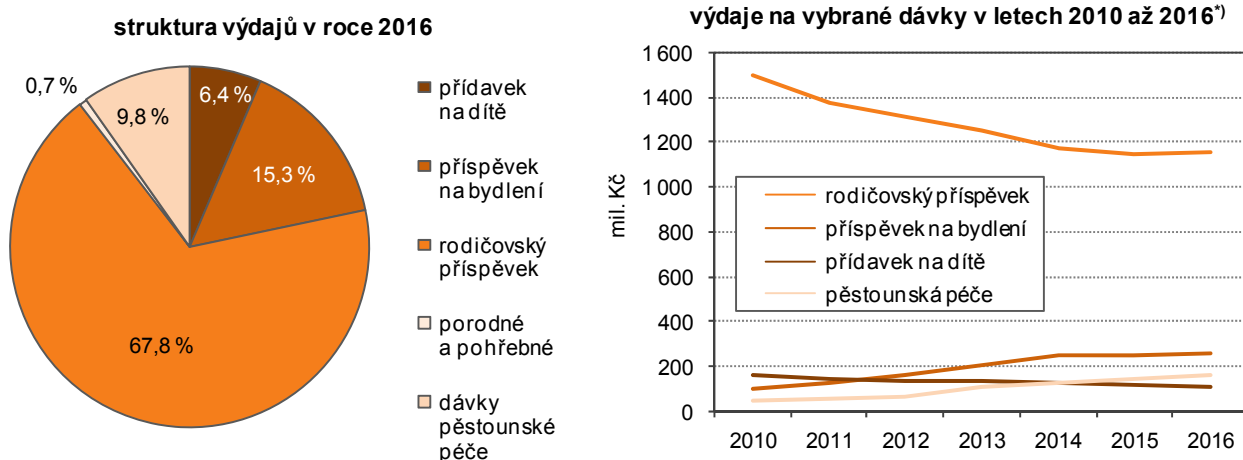 struktura výdajů v roce 2016
0,7 %
9,8 %
6,4 %
15,3 %
67,8 %
přídavek
na dítě
příspěvek
na bydlení
rodičovský
příspěvek
porodné
a pohřebné
dávky
pěstounské
péče
výdaje na vybrané dávky v letech 2010 až 2016*)
mil. Kč
1 600
1 400
1 200
1 000
800
600
400
200
0
rodičovský příspěvek
příspěvek na bydlení
přídavek na dítě
pěstounská péče
2010 2011 2012 2013 2014 2015 2016